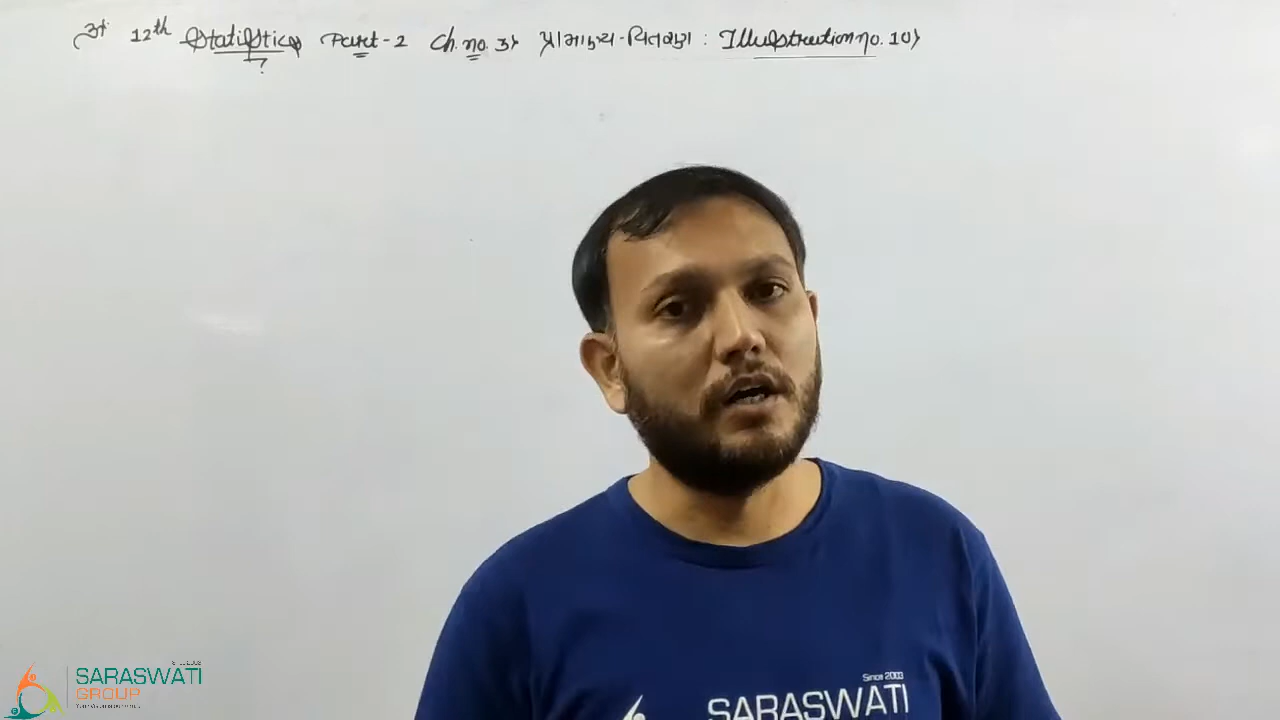 ૐ 12th Statistics Part-2 Ch. no. 3> પ્રામાણ્ય-વિતરણ : Illustration no. 10>
Since 2003
SARASWATI
SARASWATI
GROUP